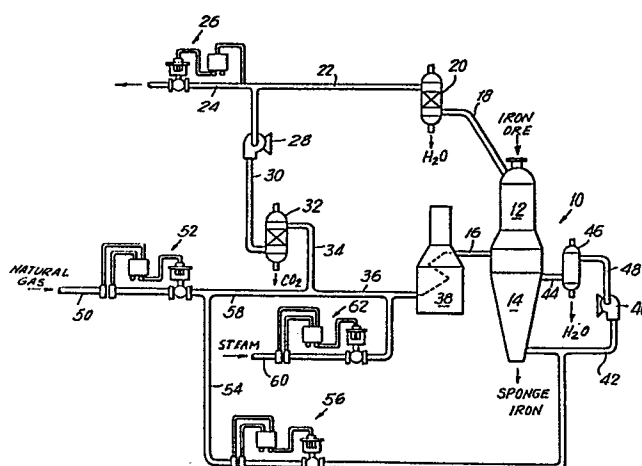 26
24
22
20
18
IRON
ORE
H₂O
28
30
12
10
32
46
16
48
34
52
CO₂
14
44
NATURAL
GAS
36
38
50
58
62
H₂O
STEAM
42
60
54
SPONGE
IRON
56